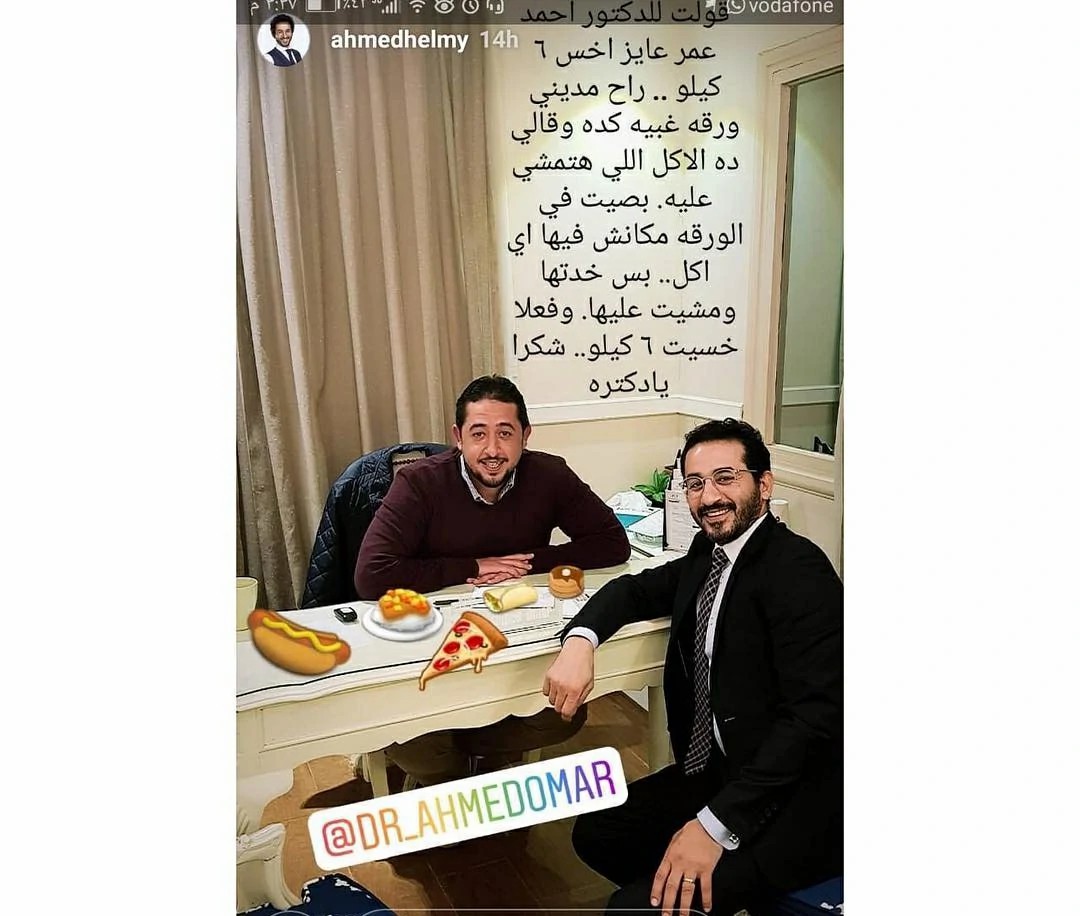 م ٣:٣٧
vodafone
ahmedhelmy 14h
قولت للدكتور احمد
عمر عايز اخس ٦
كيلو .. راح مديني
ورقه غبيه كده وقالي
ده الاكل اللي هتمشي
عليه. بصيت في
الورقه مكانش فيها اي
اكل.. بس خدتها
ومشيت عليها. وفعلا
خسيت ٦ كيلو.. شكرا
يادكتره
@DR_AHMEDOMAR